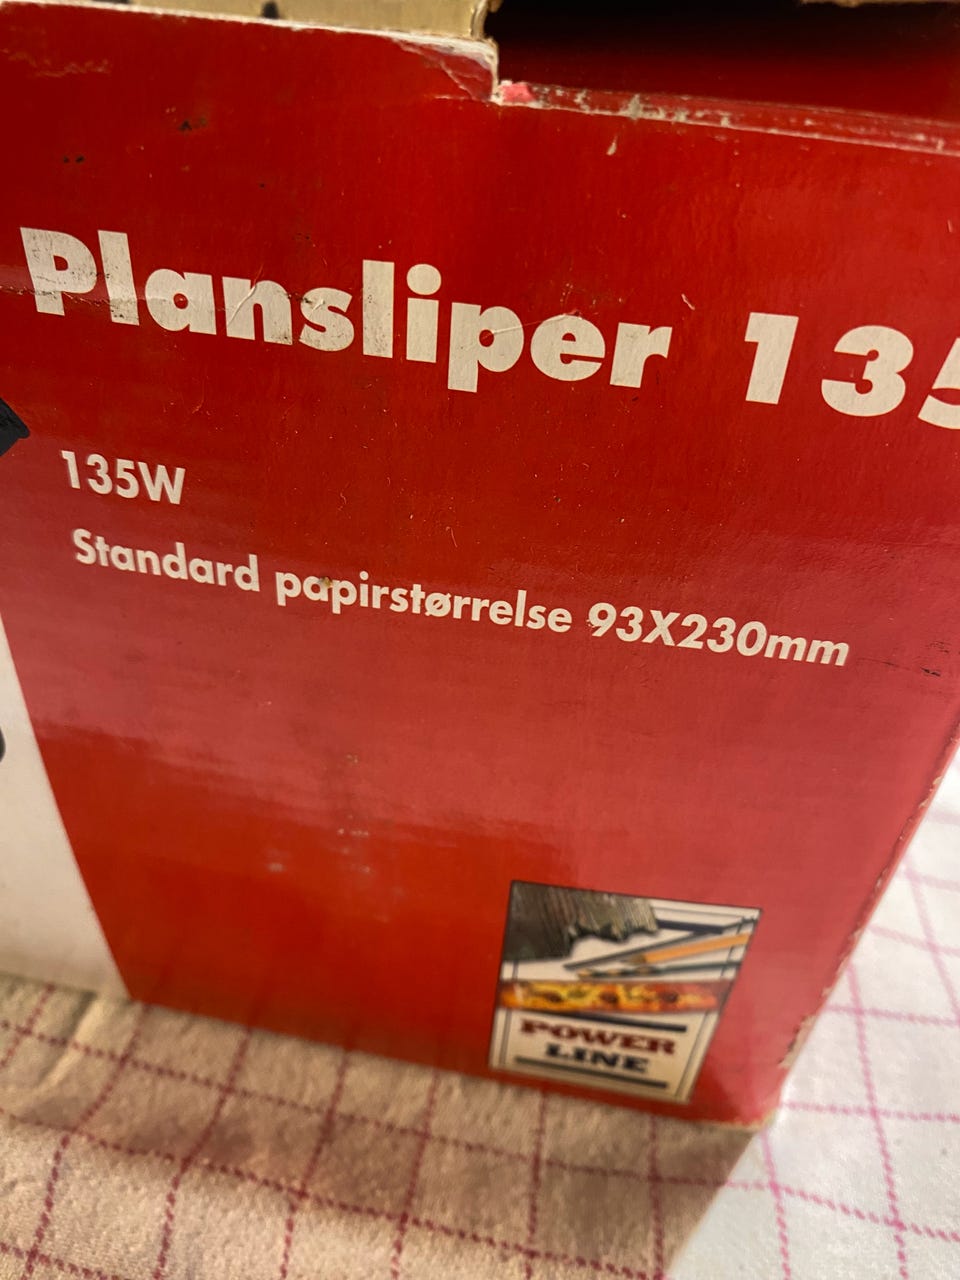 Plansliper 135
135W
Standard papirstørrelse 93X230mm
POWER
LINE